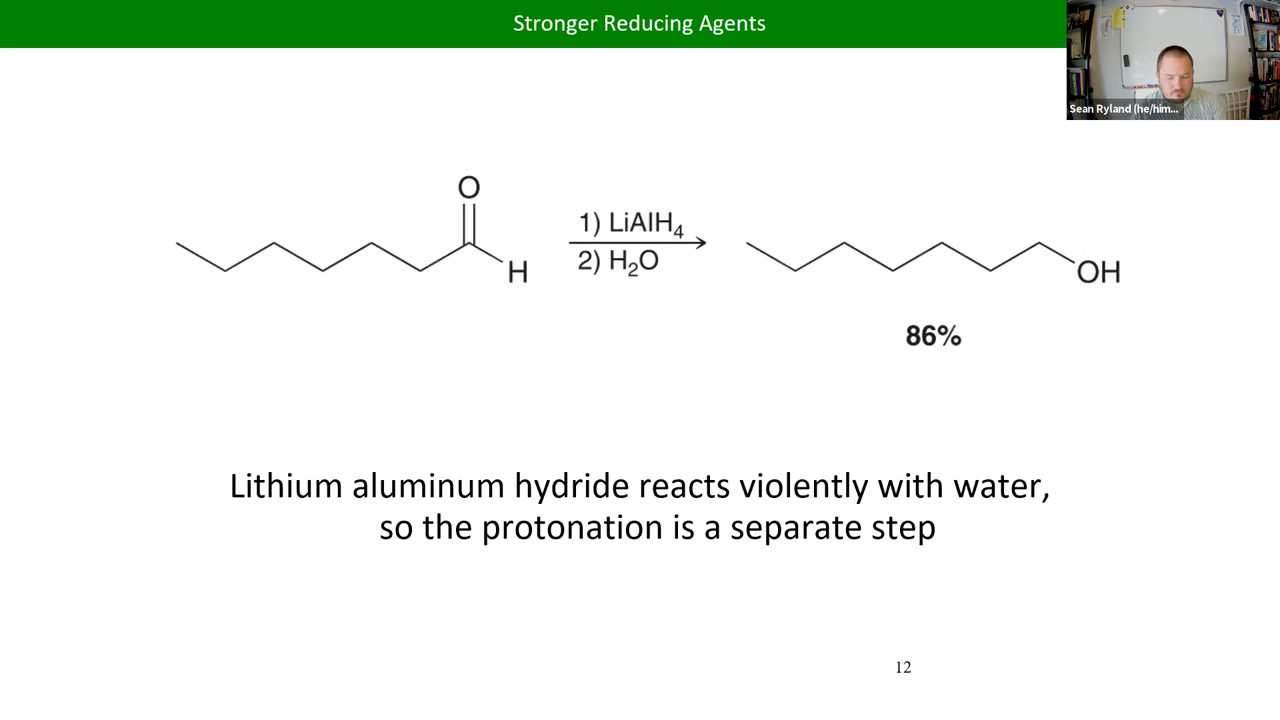 Stronger Reducing Agents
Sean Ryland (he/him...
O
H
1) LiAlH₄
2) H₂O
OH
86%
Lithium aluminum hydride reacts violently with water,
so the protonation is a separate step
12